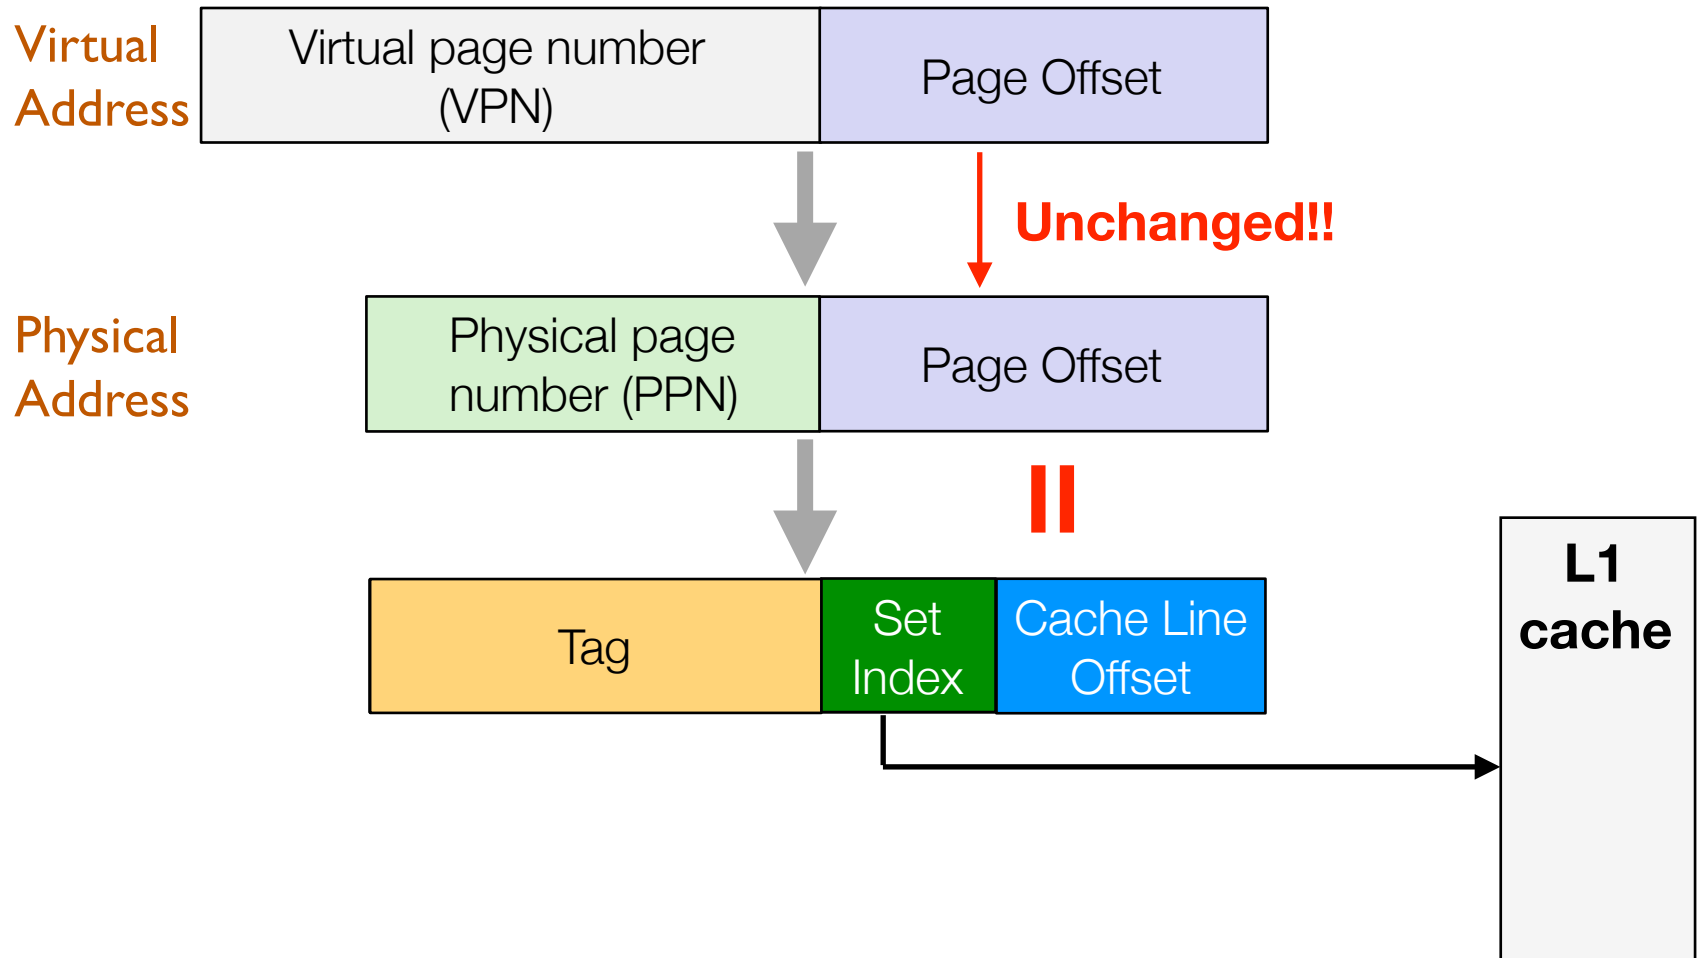 Virtual
Address
Virtual page number
(VPN)
Page Offset
Unchanged!!
Physical
Address
Physical page
number (PPN)
Page Offset
=
Tag
Set
Index
Cache Line
Offset
L1
cache